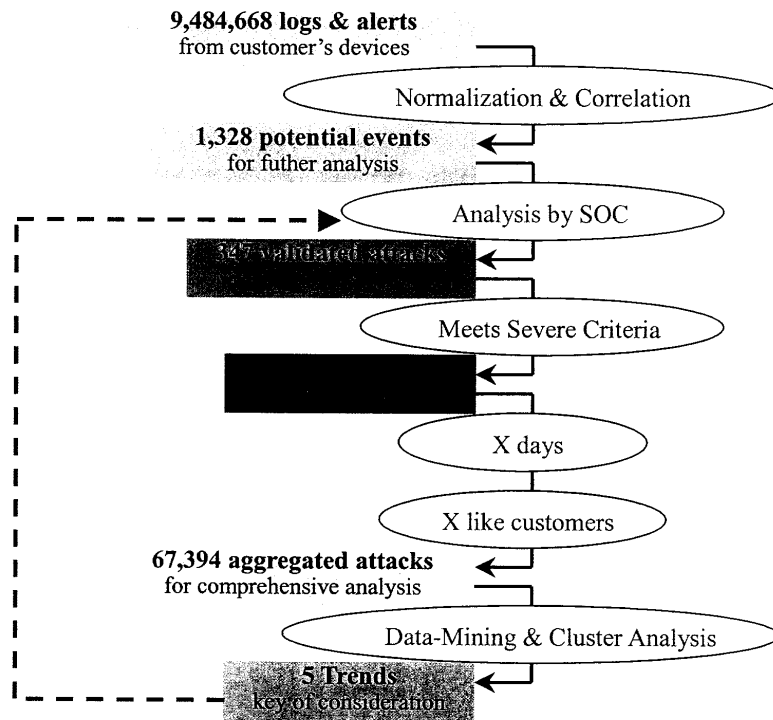 9,484,668 logs & alerts
from customer's devices
Normalization & Correlation
1,328 potential events
for futher analysis
Analysis by SOC
347 validated attacks
Meets Severe Criteria
X days
X like customers
67,394 aggregated attacks
for comprehensive analysis
Data-Mining & Cluster Analysis
5 Trends
key of consideration